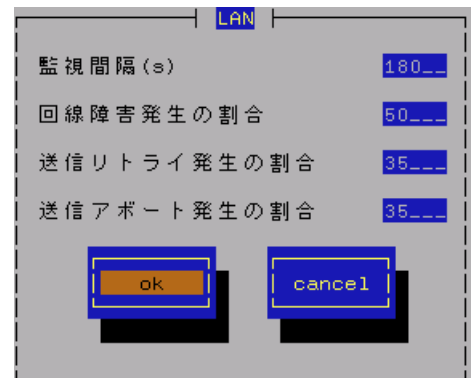 LAN
監視間隔(s) 180__
回線障害発生の割合 50___
送信リトライ発生の割合 35___
送信アボート発生の割合 35___
ok cancel